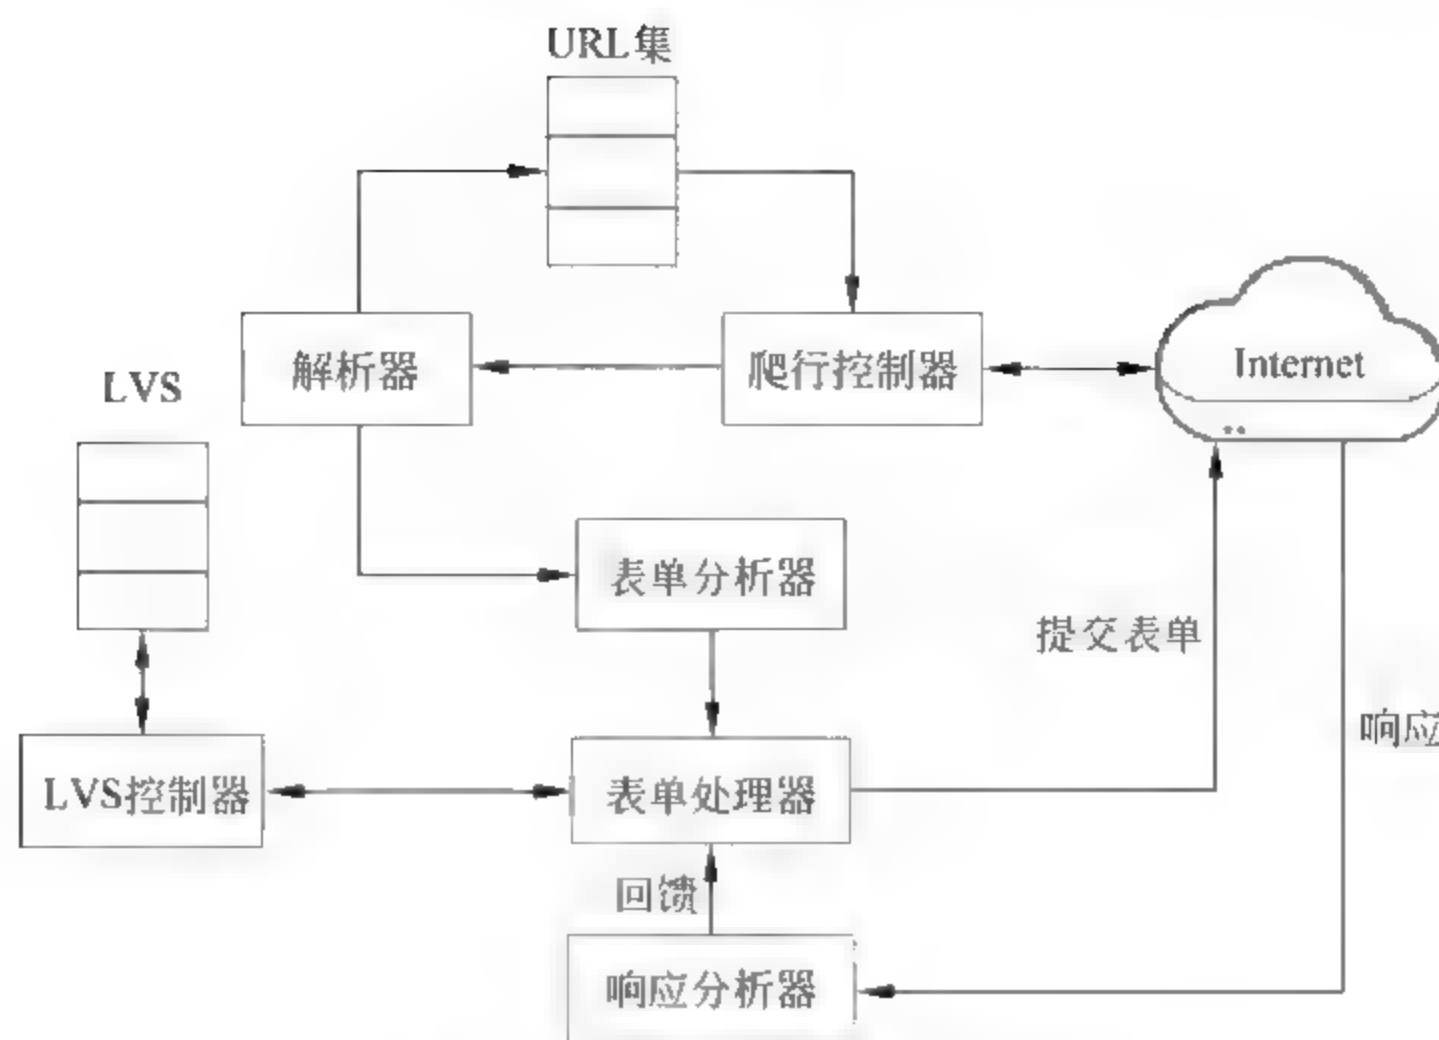 URL集
解析器
爬行控制器
Internet
LVS
表单分析器
提交表单
响应
LVS控制器
表单处理器
回馈
响应分析器